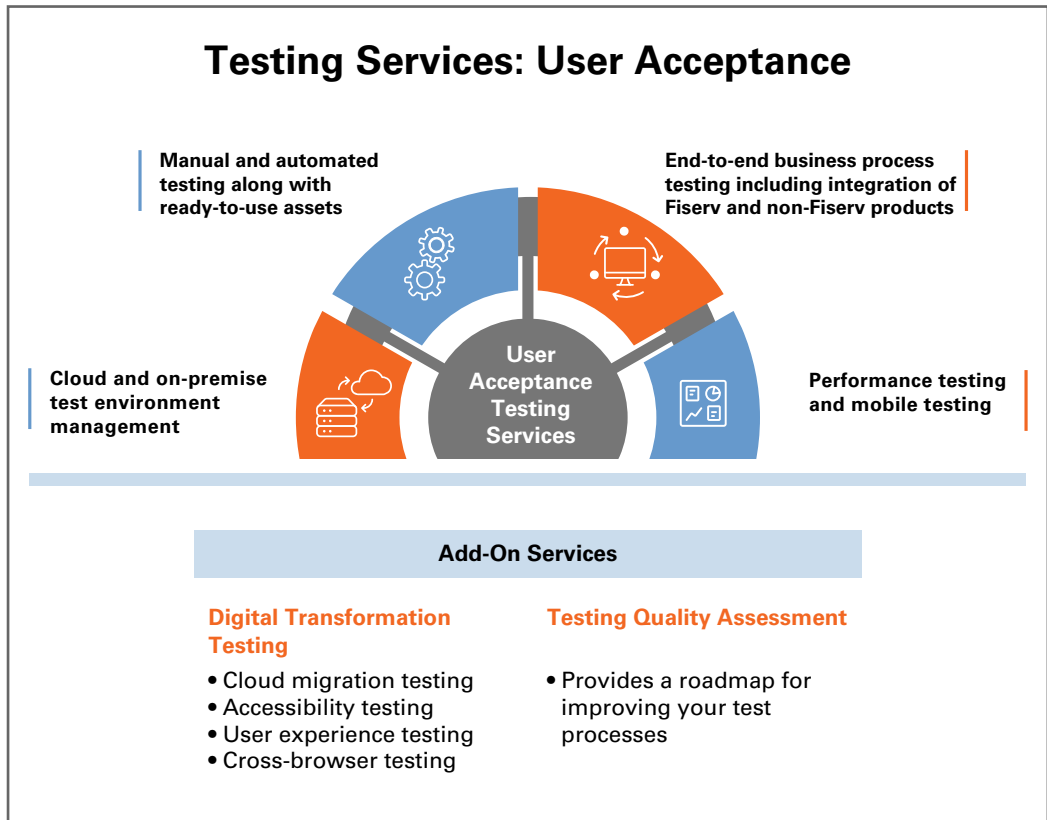 Testing Services: User Acceptance
Manual and automated
testing along with
ready-to-use assets
End-to-end business process
testing including integration of
Fiserv and non-Fiserv products
Cloud and on-premise
test environment
management
User
Acceptance
Testing
Services
Performance testing
and mobile testing
Add-On Services
Digital Transformation
Testing
• Cloud migration testing
• Accessibility testing
• User experience testing
• Cross-browser testing
Testing Quality Assessment
• Provides a roadmap for
improving your test
processes